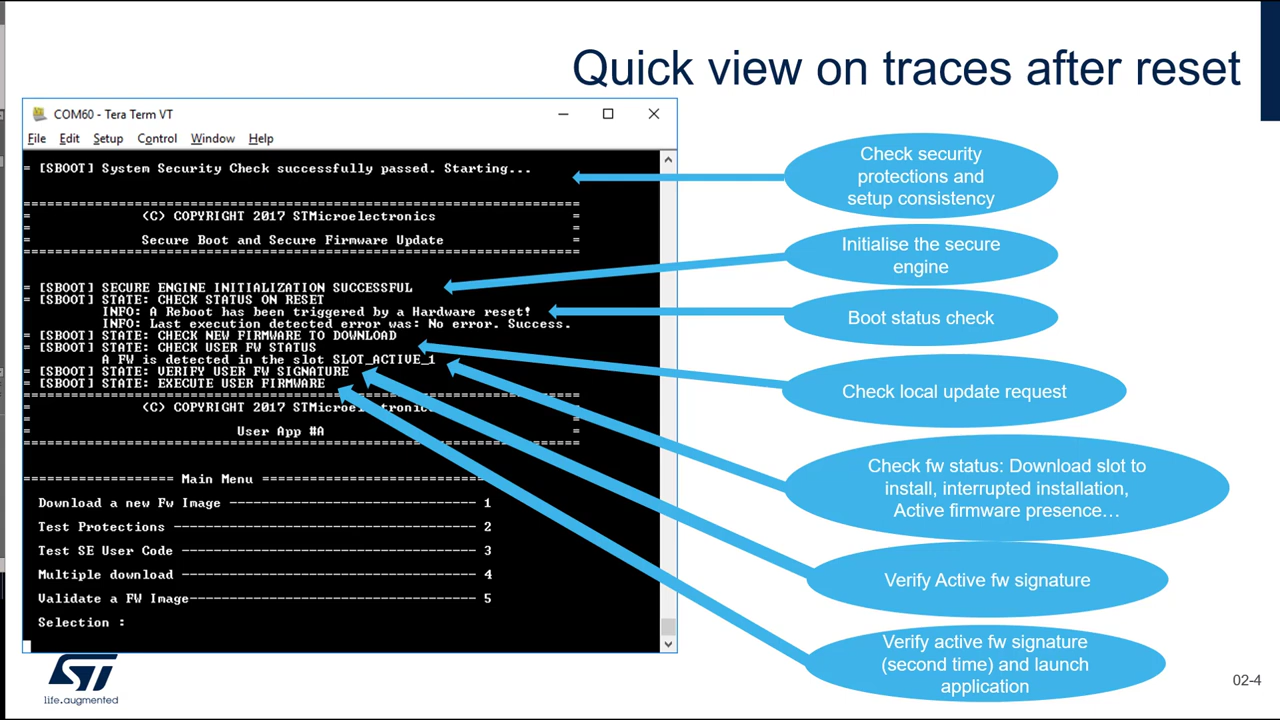 Quick view on traces after reset
COM60 - Tera Term VT
File Edit Setup Control Window Help
= [SBOOT] System Security Check successfully passed. Starting...
======================================================================
= (C) COPYRIGHT 2017 STMicroelectronics =
= =
= Secure Boot and Secure Firmware Update =
======================================================================
= [SBOOT] SECURE ENGINE INITIALIZATION SUCCESSFUL
= [SBOOT] STATE: CHECK STATUS ON RESET
INFO: A Reboot has been triggered by a Hardware reset!
INFO: Last execution detected error was: No error. Success.
= [SBOOT] STATE: CHECK NEW FIRMWARE TO DOWNLOAD
= [SBOOT] STATE: CHECK USER FW STATUS
A FW is detected in the slot SLOT_ACTIVE_1
= [SBOOT] STATE: VERIFY USER FW SIGNATURE
= [SBOOT] STATE: EXECUTE USER FIRMWARE
======================================================================
= (C) COPYRIGHT 2017 STMicroelectronics =
= =
= User App #A =
======================================================================
=================== Main Menu ============================
Download a new Fw Image ------------------------------- 1
Test Protections -------------------------------------- 2
Test SE User Code ------------------------------------- 3
Multiple download ------------------------------------- 4
Validate a FW Image------------------------------------ 5
Selection :
Check security
protections and
setup consistency
Initialise the secure
engine
Boot status check
Check local update request
Check fw status: Download slot to
install, interrupted installation,
Active firmware presence…
Verify Active fw signature
Verify active fw signature
(second time) and launch
application
ST
life.augmented
02-4